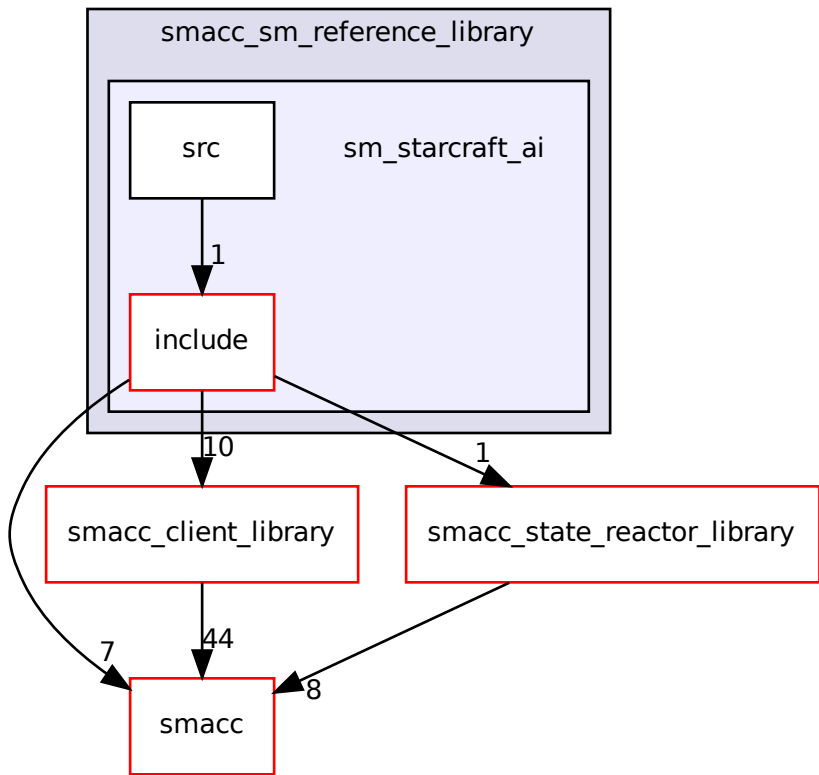 smacc_sm_reference_library
src
sm_starcraft_ai
1
include
10
1
smacc_client_library
smacc_state_reactor_library
7
44
8
smacc